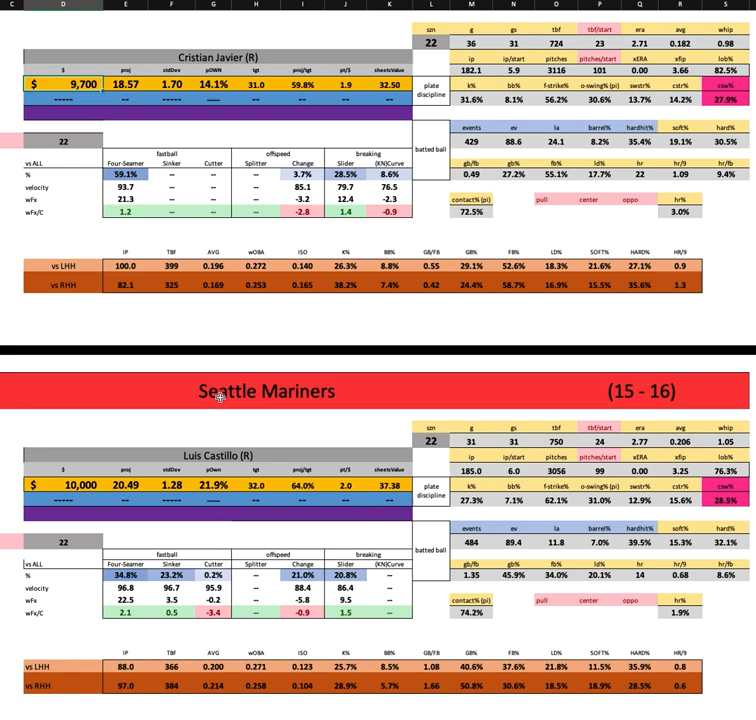 C D E F G H I J K L M N O P Q R S
szn g gs tbf tbf/start era avg whip
22 36 31 724 23 2.71 0.182 0.98
Cristian Javier (R) ip ip/start pitches pitches/start xERA xfip lob%
$ proj stdDev pOWN tgt proj/tgt pt/$ sheetsValue 182.1 5.9 3116 101 0.00 3.66 82.5%
$ 9,700 18.57 1.70 14.1% 31.0 59.8% 1.9 32.50 plate discipline k% bb% f-strike% o-swing% (pi) swstr% cstr% csw%
----- ----- ----- ----- -- -- -- -- 31.6% 8.1% 56.2% 30.6% 13.7% 14.2% 27.9%
events ev la barrel% hardhit% soft% hard%
22 batted ball 429 88.6 24.1 8.2% 35.4% 19.1% 30.5%
fastball offspeed breaking
vs ALL Four-Seamer Sinker Cutter Splitter Change Slider (KN)Curve gb/fb gb% fb% ld% hr hr/9 hr/fb
% 59.1% -- -- -- 3.7% 28.5% 8.6% 0.49 27.2% 55.1% 17.7% 22 1.09 9.4%
velocity 93.7 -- -- -- 85.1 79.7 76.5
wFx 21.3 -- -- -- -3.2 12.4 -2.3 contact% (pi) pull center oppo hr%
wFx/C 1.2 -- -- -- -2.8 1.4 -0.9 72.5% 3.0%
IP TBF AVG wOBA ISO K% BB% GB/FB GB% FB% LD% SOFT% HARD% HR/9
vs LHH 100.0 399 0.196 0.272 0.140 26.3% 8.8% 0.55 29.1% 52.6% 18.3% 21.6% 27.1% 0.9
vs RHH 82.1 325 0.169 0.253 0.165 38.2% 7.4% 0.42 24.4% 58.7% 16.9% 15.5% 35.6% 1.3
Seattle Mariners (15 - 16)
szn g gs tbf tbf/start era avg whip
22 31 31 750 24 2.77 0.206 1.05
Luis Castillo (R) ip ip/start pitches pitches/start xERA xfip lob%
$ proj stdDev pOwn tgt proj/tgt pt/$ sheetsValue 185.0 6.0 3056 99 0.00 3.25 76.3%
$ 10,000 20.49 1.28 21.9% 32.0 64.0% 2.0 37.38 plate discipline k% bb% f-strike% o-swing% (pi) swstr% cstr% csw%
----- ----- ----- ----- -- -- -- -- 27.3% 7.1% 62.1% 31.0% 12.9% 15.6% 28.5%
events ev la barrel% hardhit% soft% hard%
22 batted ball 484 89.4 11.8 7.0% 39.5% 15.3% 32.1%
fastball offspeed breaking
vs ALL Four-Seamer Sinker Cutter Splitter Change Slider (KN)Curve gb/fb gb% fb% ld% hr hr/9 hr/fb
% 34.8% 23.2% 0.2% -- 21.0% 20.8% -- 1.35 45.9% 34.0% 20.1% 14 0.68 8.6%
velocity 96.8 96.7 95.9 -- 88.4 86.4 --
wFx 22.5 3.5 -0.2 -- -5.8 9.5 -- contact% (pi) pull center oppo hr%
wFx/C 2.1 0.5 -3.4 -- -0.9 1.5 -- 74.2% 1.9%
IP TBF AVG wOBA ISO K% BB% GB/FB GB% FB% LD% SOFT% HARD% HR/9
vs LHH 88.0 366 0.200 0.271 0.123 25.7% 8.5% 1.08 40.6% 37.6% 21.8% 11.5% 35.9% 0.8
vs RHH 97.0 384 0.214 0.258 0.104 28.9% 5.7% 1.66 50.8% 30.6% 18.5% 18.9% 28.5% 0.6